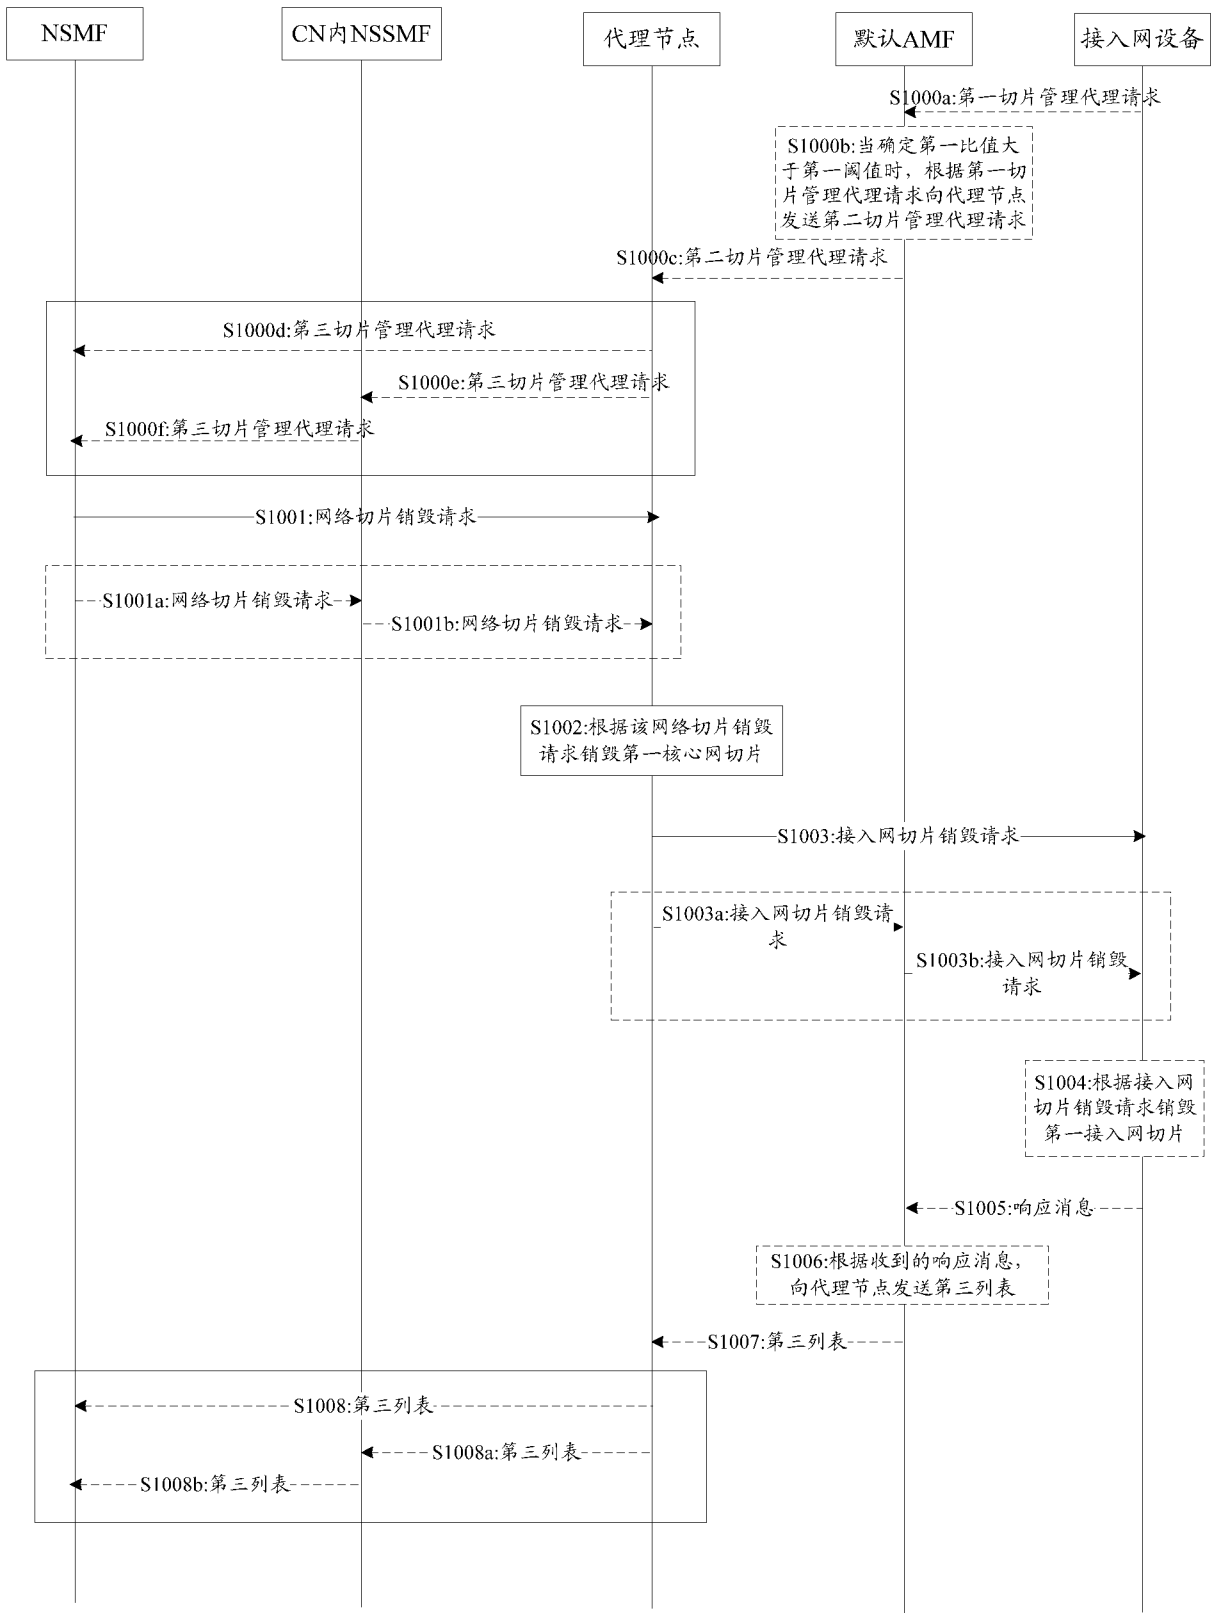 NSMF
CN内NSSMF
代理节点
默认AMF
接入网设备
S1000a:第一切片管理代理请求
S1000b:当确定第一比值大
于第一阈值时，根据第一切
片管理代理请求向代理节点
发送第二切片管理代理请求
S1000c:第二切片管理代理请求
S1000d:第三切片管理代理请求
S1000e:第三切片管理代理请求
S1000f:第三切片管理代理请求
S1001:网络切片销毁请求
S1001a:网络切片销毁请求
S1001b:网络切片销毁请求
S1002:根据该网络切片销毁
请求销毁第一核心网切片
S1003:接入网切片销毁请求
S1003a:接入网切片销毁请
求
S1003b:接入网切片销毁
请求
S1004:根据接入网
切片销毁请求销毁
第一接入网切片
S1005:响应消息
S1006:根据收到的响应消息，
向代理节点发送第三列表
S1007:第三列表
S1008:第三列表
S1008a:第三列表
S1008b:第三列表